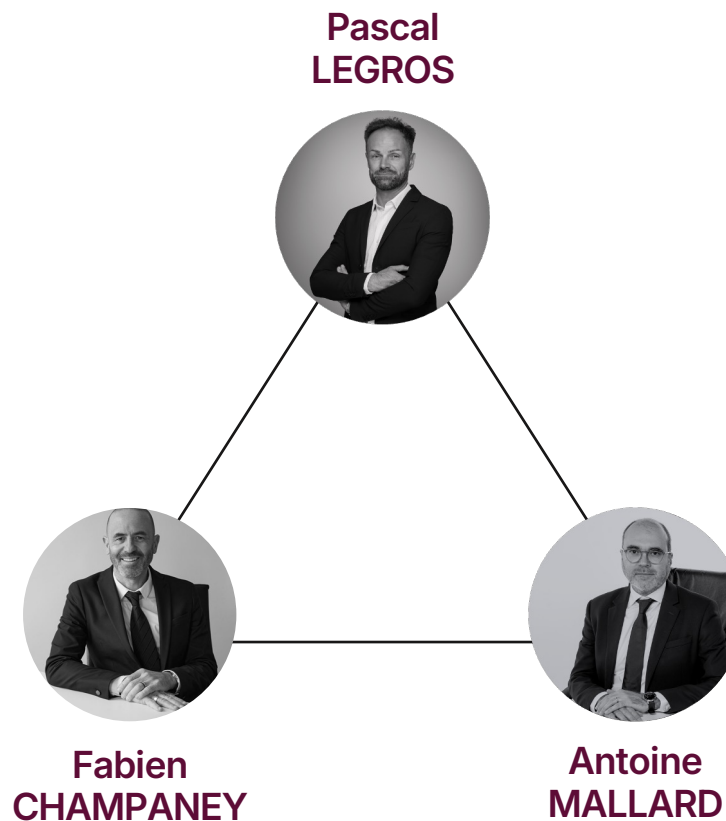 Pascal
LEGROS
Fabien
CHAMPANEY
Antoine
MALLARD